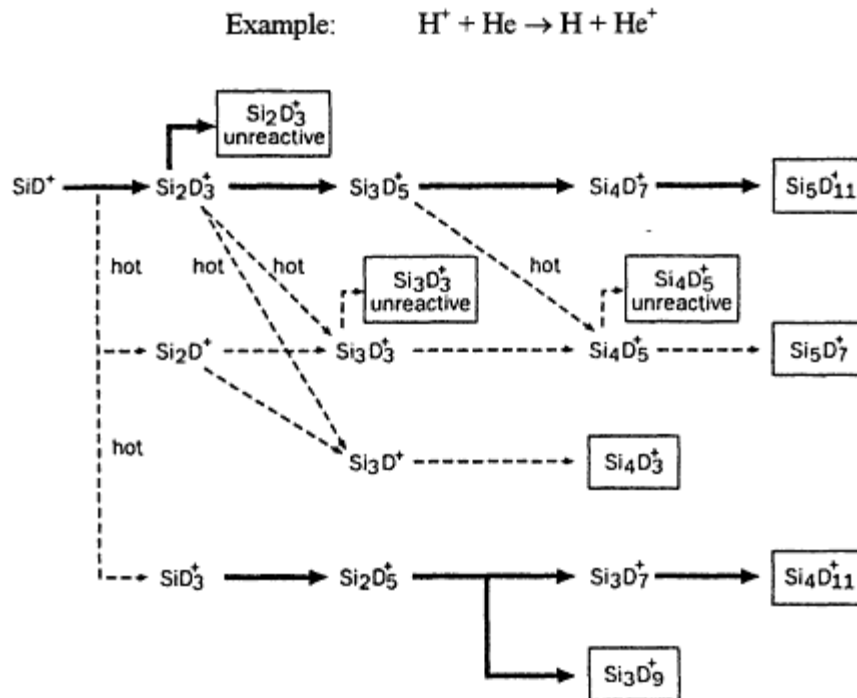 Example: H⁺ + He → H + He⁺
Si₂D₃⁺
unreactive
SiD⁺ Si₂D₃⁺ Si₃D₅⁺ Si₄D₇⁺ Si₅D₁₁⁺
hot hot hot hot
Si₃D₃⁺
unreactive
Si₄D₅⁺
unreactive
Si₂D⁺ Si₃D₃⁺ Si₄D₅⁺ Si₅D₇⁺
hot
Si₃D⁺ Si₄D₃⁺
SiD₃⁺ Si₂D₅⁺ Si₃D₇⁺ Si₄D₁₁⁺
Si₃D₉⁺